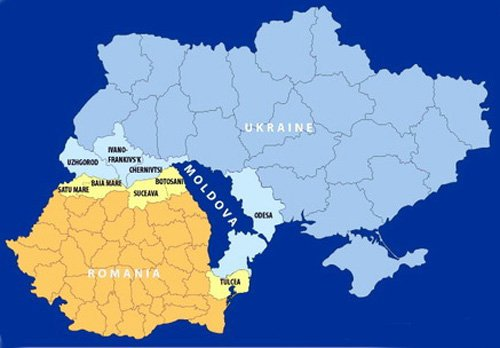 UKRAINE
IVANO-
FRANKIVS'K
UZHGOROD
CHERNIVTSI
BAIA MARE
BOTOSANI
SATU MARE
SUCEAVA
MOLDOVA
ODESA
ROMANIA
TULCEA